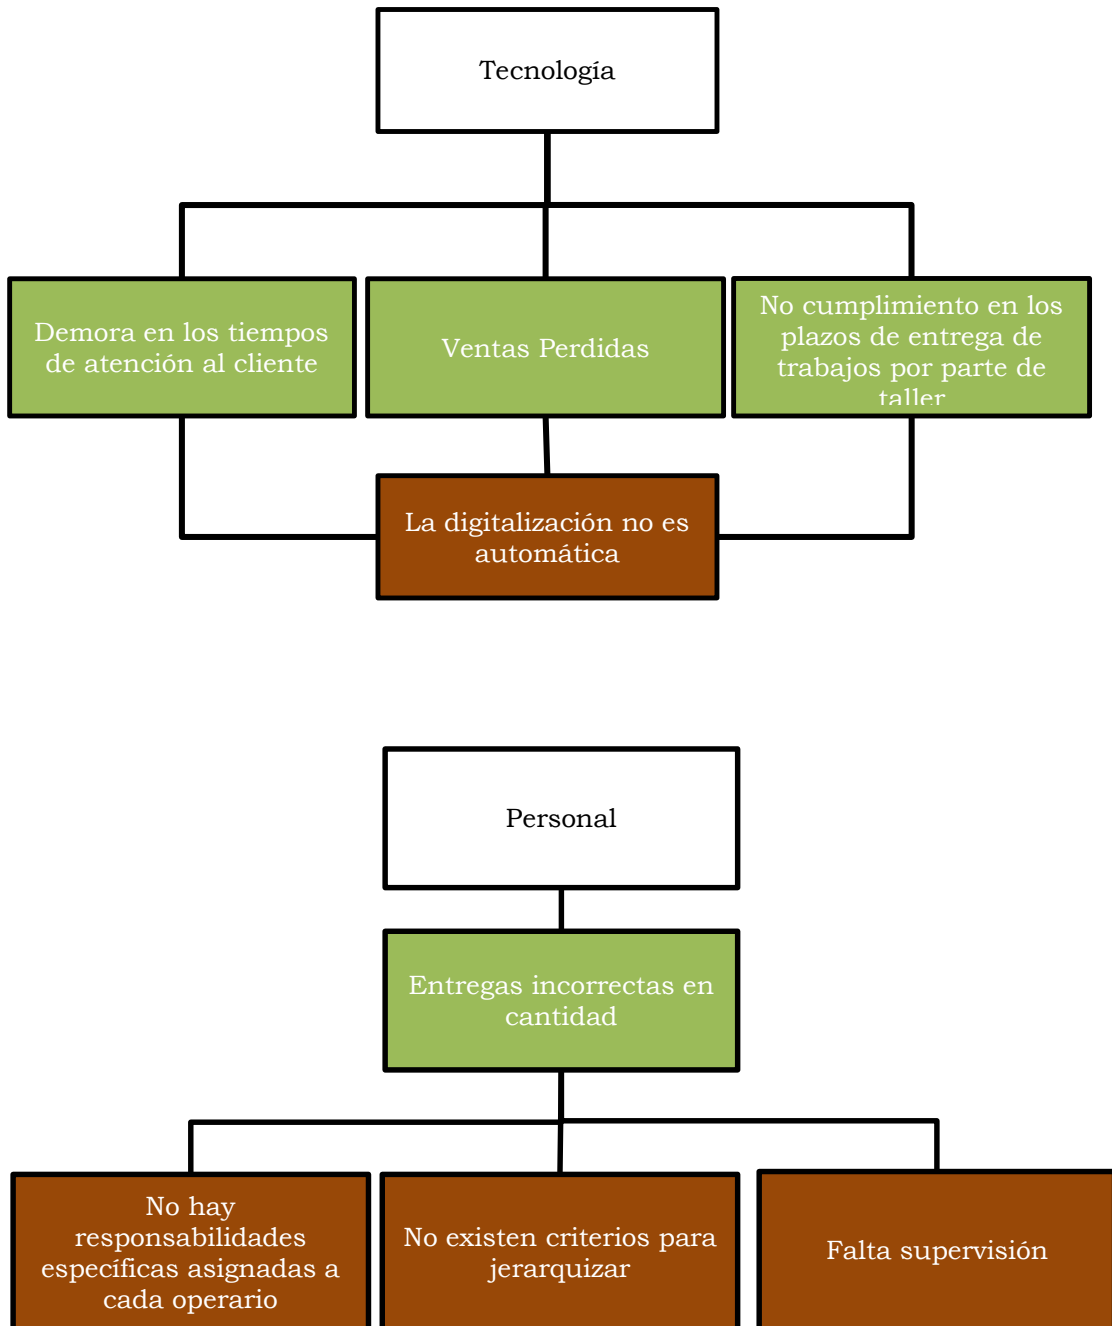 Tecnología
Demora en los tiempos
de atención al cliente
Ventas Perdidas
No cumplimiento en los
plazos de entrega de
trabajos por parte de
taller
La digitalización no es
automática
Personal
Entregas incorrectas en
cantidad
No hay
responsabilidades
específicas asignadas a
cada operario
No existen criterios para
jerarquizar
Falta supervisión